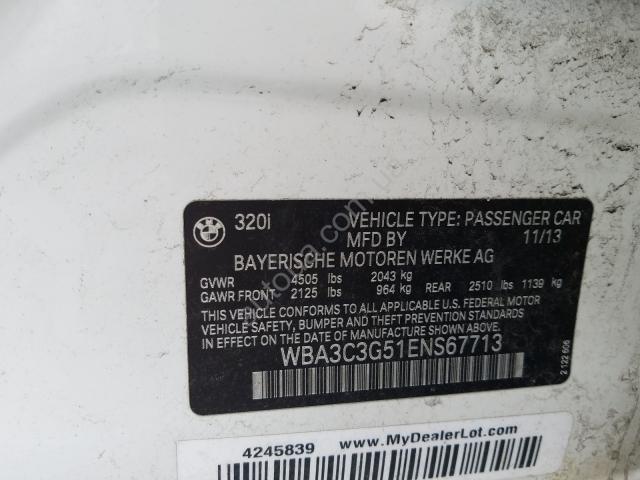 320i VEHICLE TYPE: PASSENGER CAR
MFD BY 11/13
BAYERISCHE MOTOREN WERKE AG
GVWR 4505 lbs 2043 kg
GAWR FRONT 2125 lbs 964 kg REAR 2510 lbs 1139 kg
THIS VEHICLE CONFORMS TO ALL APPLICABLE U.S. FEDERAL MOTOR
VEHICLE SAFETY, BUMPER AND THEFT PREVENTION STANDARDS
IN EFFECT ON THE DATE OF MANUFACTURE SHOWN ABOVE.
WBA3C3G51ENS67713
2 122 606
4245839 www.MyDealerLot.com